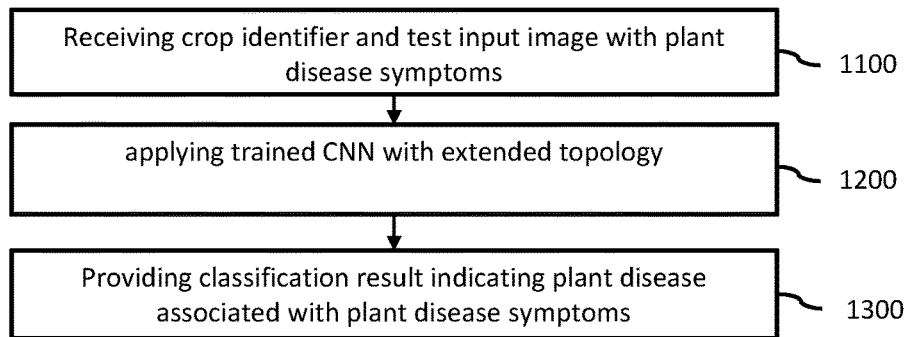 Receiving crop identifier and test input image with plant
disease symptoms
1100
applying trained CNN with extended topology
1200
Providing classification result indicating plant disease
associated with plant disease symptoms
1300